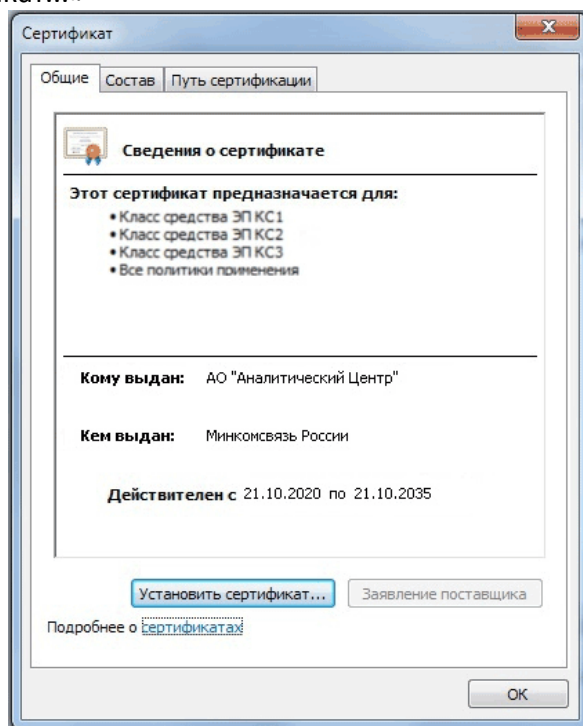 Сертификат
Общие Состав Путь сертификации
Сведения о сертификате
Этот сертификат предназначается для:
• Класс средства ЭП КС1
• Класс средства ЭП КС2
• Класс средства ЭП КС3
• Все политики применения
Кому выдан: АО "Аналитический Центр"
Кем выдан: Минкомсвязь России
Действителен с 21.10.2020 по 21.10.2035
Установить сертификат... Заявление поставщика
Подробнее о сертификатах
ОК